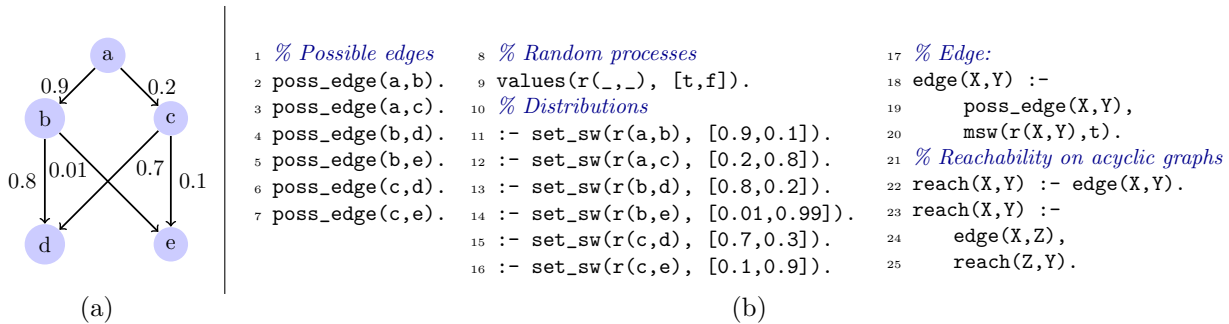 a
0.9
0.2
b
c
0.8
0.01
0.7
0.1
d
e
(a)
1 % Possible edges
2 poss_edge(a,b).
3 poss_edge(a,c).
4 poss_edge(b,d).
5 poss_edge(b,e).
6 poss_edge(c,d).
7 poss_edge(c,e).
8 % Random processes
9 values(r(_,_), [t,f]).
10 % Distributions
11 :- set_sw(r(a,b), [0.9,0.1]).
12 :- set_sw(r(a,c), [0.2,0.8]).
13 :- set_sw(r(b,d), [0.8,0.2]).
14 :- set_sw(r(b,e), [0.01,0.99]).
15 :- set_sw(r(c,d), [0.7,0.3]).
16 :- set_sw(r(c,e), [0.1,0.9]).
17 % Edge:
18 edge(X,Y) :-
19 poss_edge(X,Y),
20 msw(r(X,Y),t).
21 % Reachability on acyclic graphs
22 reach(X,Y) :- edge(X,Y).
23 reach(X,Y) :-
24 edge(X,Z),
25 reach(Z,Y).
(b)